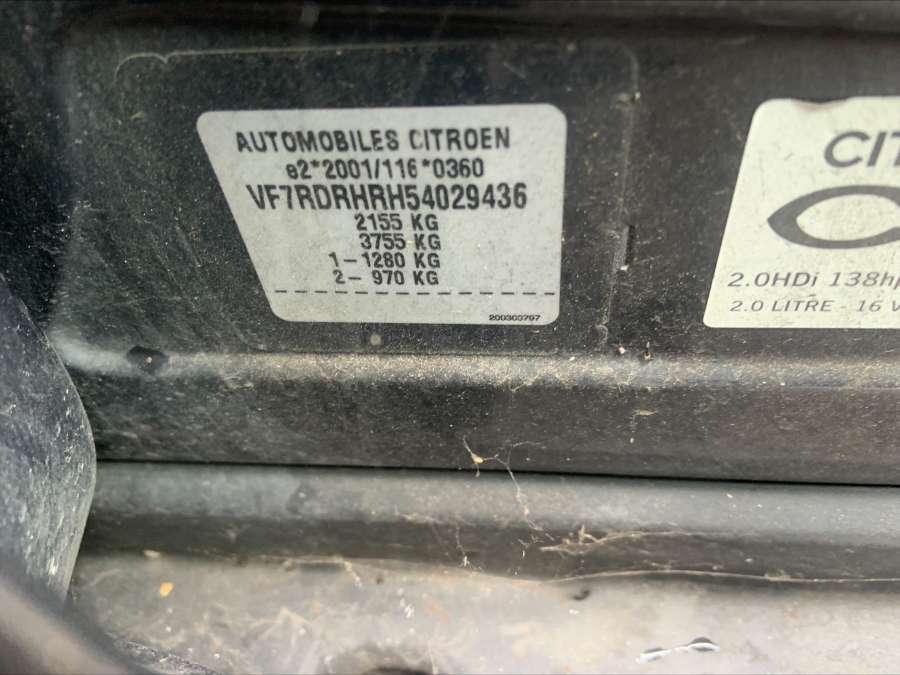 AUTOMOBILES CITROEN
e2*2001/116*0360
VF7RDRHRH54029436
2155 KG
3755 KG
1- 1280 KG
2- 970 KG
200303797
CIT
2.0HDi 138hp
2.0 LITRE - 16 V